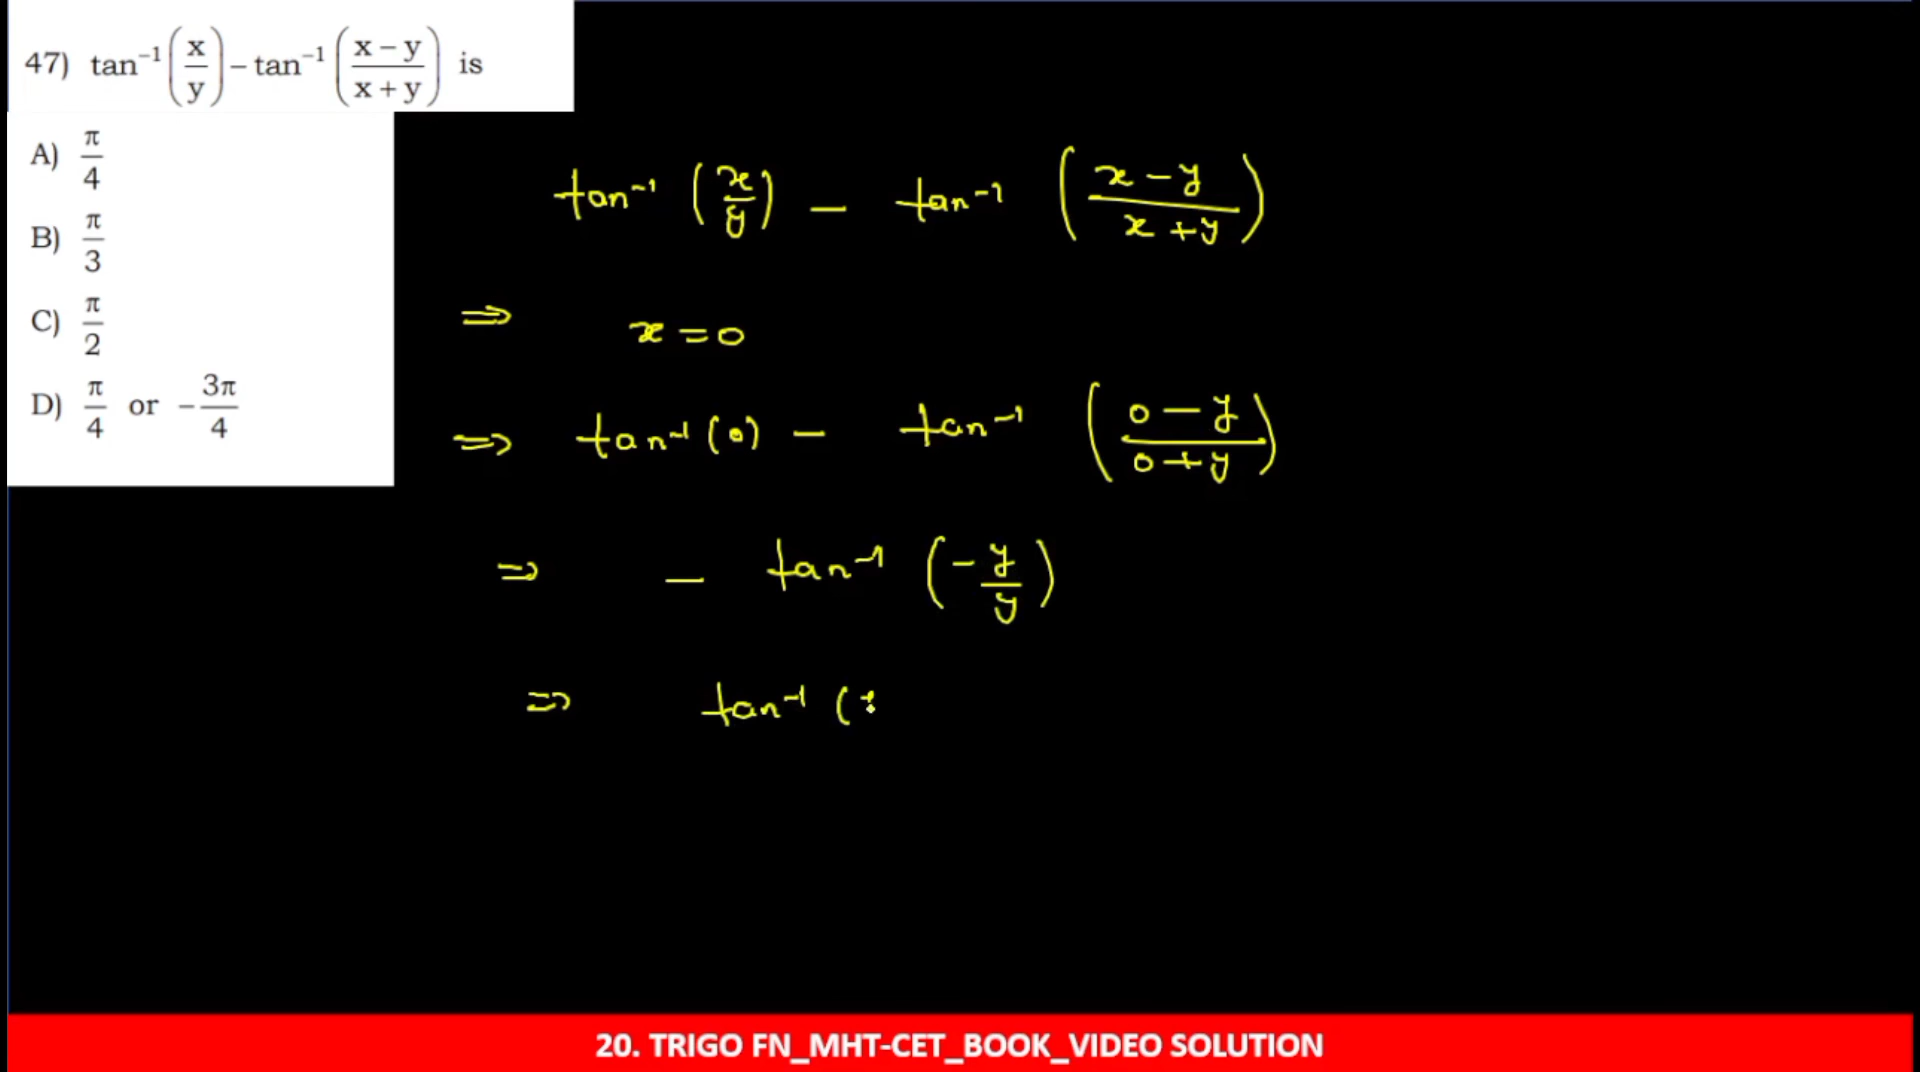 47) tan⁻¹(x/y) − tan⁻¹((x − y)/(x + y)) is
A) π/4
B) π/3
C) π/2
D) π/4 or −3π/4
tan⁻¹(x/y) − tan⁻¹((x − y)/(x + y))
⇒ x = 0
⇒ tan⁻¹(0) − tan⁻¹((0 − y)/(0 + y))
⇒ − tan⁻¹(−y/y)
⇒ tan⁻¹(
20. TRIGO FN_MHT-CET_BOOK_VIDEO SOLUTION